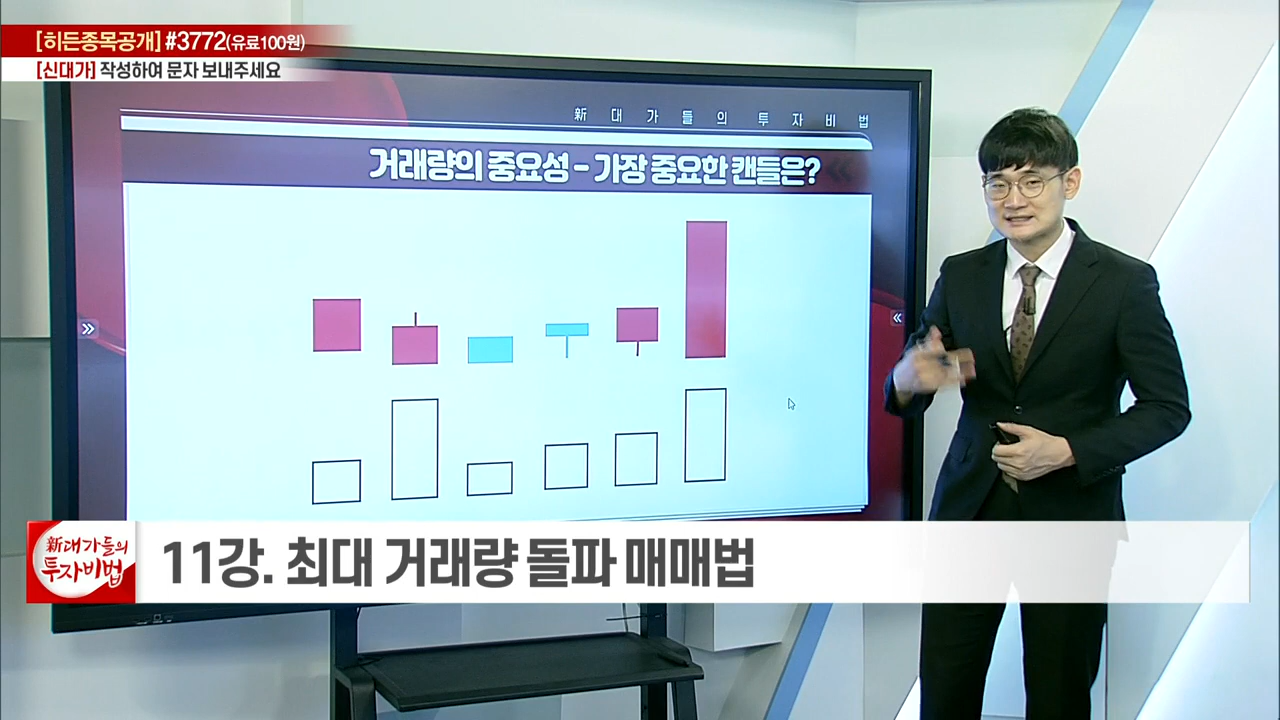 [히든종목공개] #3772(유료100원)
[신대가] 작성하여 문자 보내주세요
新 대 가 들 의 투 자 비 법
거래량의 중요성 - 가장 중요한 캔들은?
新대가들의
투자비법
11강. 최대 거래량 돌파 매매법